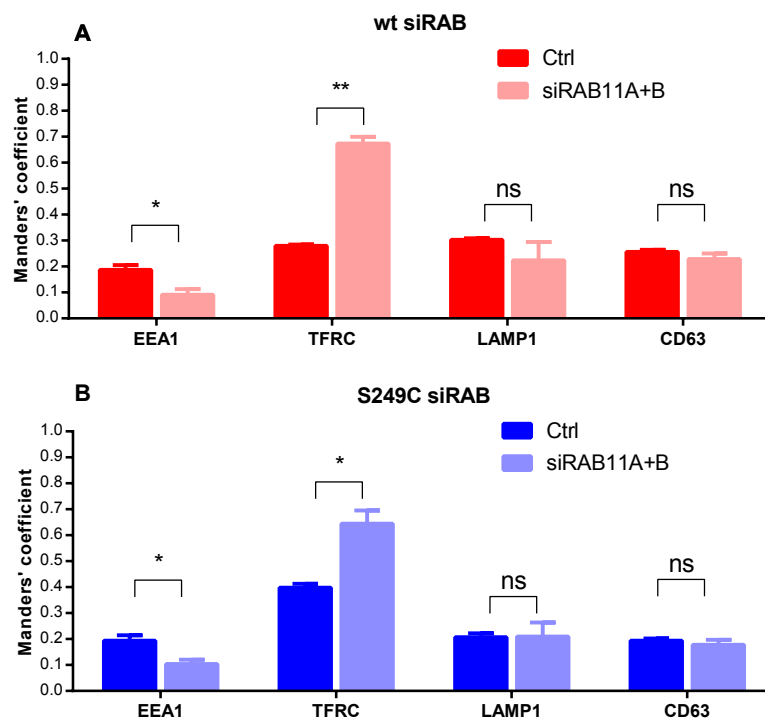 A
wt siRAB
Ctrl
siRAB11A+B
Manders' coefficient
1.0
0.9
0.8
0.7
0.6
0.5
0.4
0.3
0.2
0.1
0.0
*
**
ns
ns
EEA1
TFRC
LAMP1
CD63
B
S249C siRAB
Ctrl
siRAB11A+B
Manders' coefficient
1.0
0.9
0.8
0.7
0.6
0.5
0.4
0.3
0.2
0.1
0.0
*
*
ns
ns
EEA1
TFRC
LAMP1
CD63